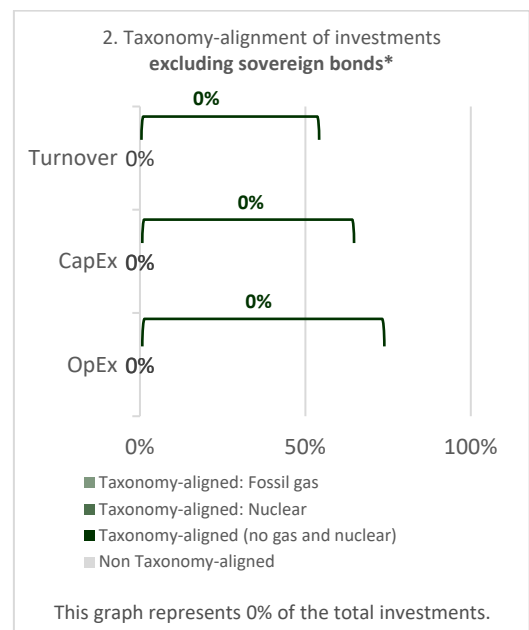 2. Taxonomy-alignment of investments
excluding sovereign bonds*
0%
Turnover 0%
0%
CapEx 0%
0%
OpEx 0%
0% 50% 100%
Taxonomy-aligned: Fossil gas
Taxonomy-aligned: Nuclear
Taxonomy-aligned (no gas and nuclear)
Non Taxonomy-aligned
This graph represents 0% of the total investments.